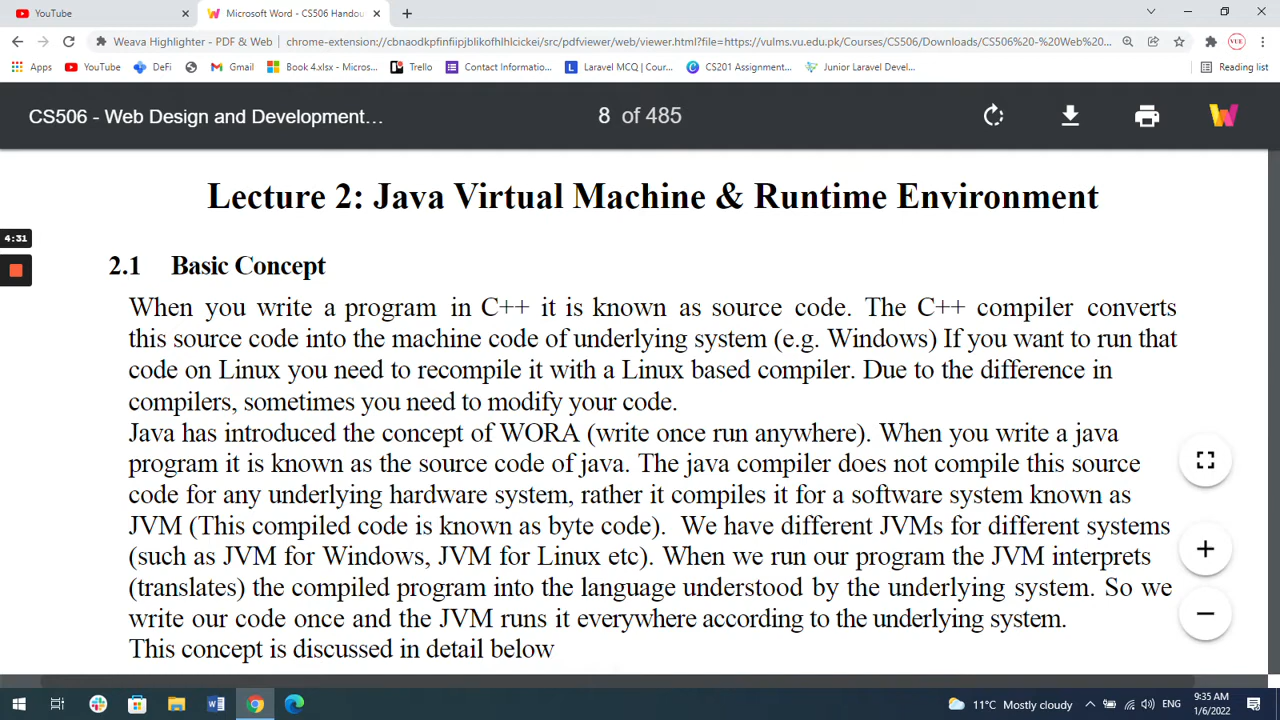 YouTube
Microsoft Word - CS506 Handou
Weava Highlighter - PDF & Web
chrome-extension://cbnaodkpfinfiipjblikofhlhlcickei/src/pdfviewer/web/viewer.html?file=https://vulms.vu.edu.pk/Courses/CS506/Downloads/CS506%20-%20Web%20...
VUE
Apps
YouTube
DeFi
Gmail
Book 4.xlsx - Micros...
Trello
Contact Informatio...
Laravel MCQ | Cour...
CS201 Assignment...
Junior Laravel Devel...
Reading list
CS506 - Web Design and Development...
8 of 485
Lecture 2: Java Virtual Machine & Runtime Environment
4:31
2.1 Basic Concept
When you write a program in C++ it is known as source code. The C++ compiler converts
this source code into the machine code of underlying system (e.g. Windows) If you want to run that
code on Linux you need to recompile it with a Linux based compiler. Due to the difference in
compilers, sometimes you need to modify your code.
Java has introduced the concept of WORA (write once run anywhere). When you write a java
program it is known as the source code of java. The java compiler does not compile this source
code for any underlying hardware system, rather it compiles it for a software system known as
JVM (This compiled code is known as byte code). We have different JVMs for different systems
(such as JVM for Windows, JVM for Linux etc). When we run our program the JVM interprets
(translates) the compiled program into the language understood by the underlying system. So we
write our code once and the JVM runs it everywhere according to the underlying system.
This concept is discussed in detail below
11°C Mostly cloudy
ENG
9:35 AM
1/6/2022